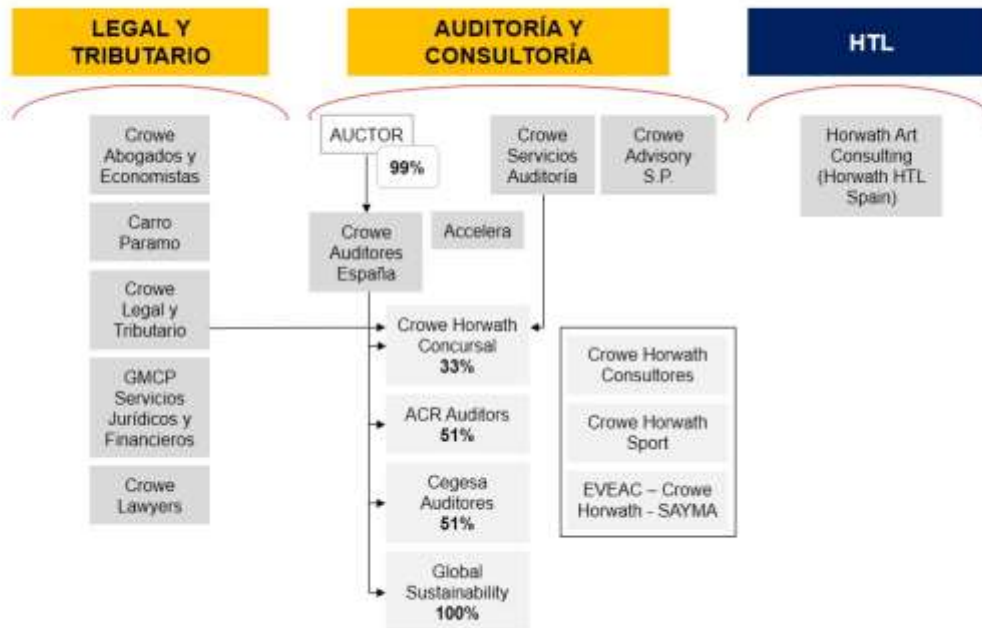 LEGAL Y
TRIBUTARIO
AUDITORÍA Y
CONSULTORÍA
HTL
Crowe
Abogados y
Economistas
Carro
Paramo
Crowe
Legal y
Tributario
GMCP
Servicios
Jurídicos y
Financieros
Crowe
Lawyers
AUCTOR
99%
Crowe
Servicios
Auditoría
Crowe
Advisory
S.P.
Crowe
Auditores
España
Accelera
Crowe Horwath
Concursal
33%
ACR Auditors
51%
Cegesa
Auditores
51%
Global
Sustainability
100%
Crowe Horwath
Consultores
Crowe Horwath
Sport
EVEAC – Crowe
Horwath - SAYMA
Horwath Art
Consulting
(Horwath HTL
Spain)